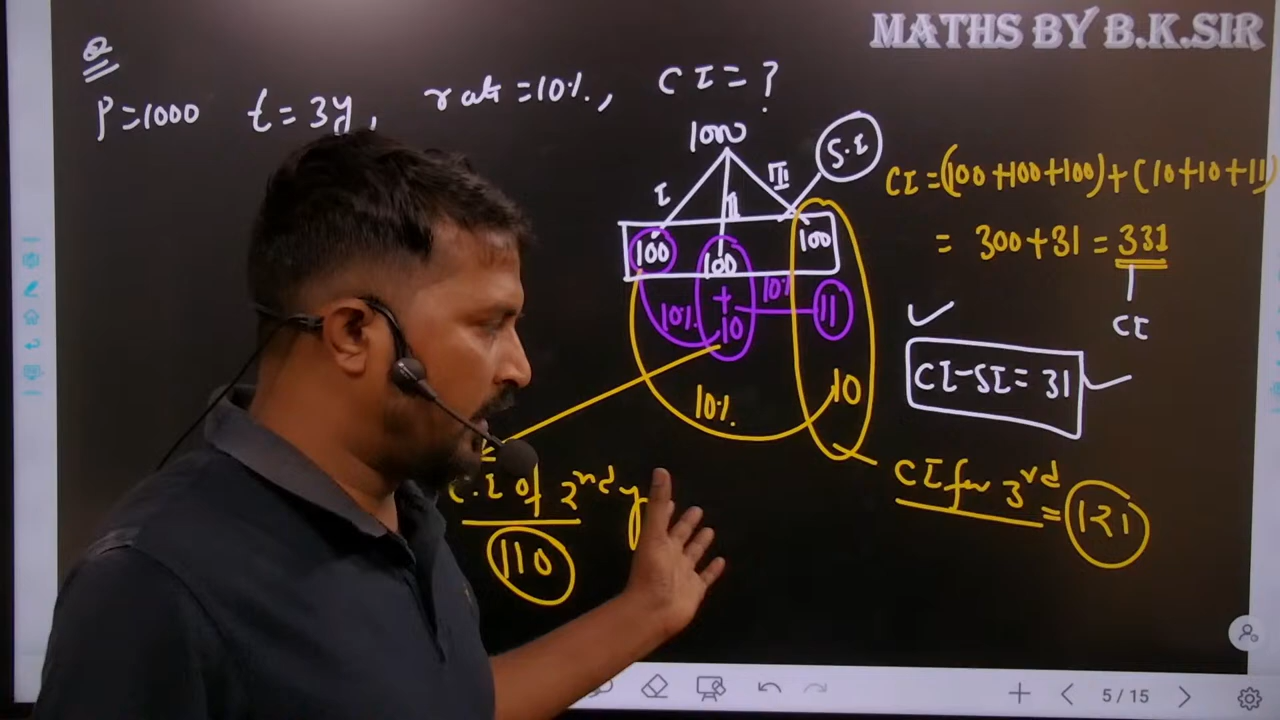 MATHS BY B.K.SIR
Q
P=1000 t=3y, rate=10%, CI=?
1000
S.I
I II III
100 100 100
+
10
10% 10% 11
10% 10
CI=(100+100+100)+(10+10+11)
= 300+31=331
CI
CI-SI=31
C.I of 2nd y
110
CI for 3rd = 121
5/15